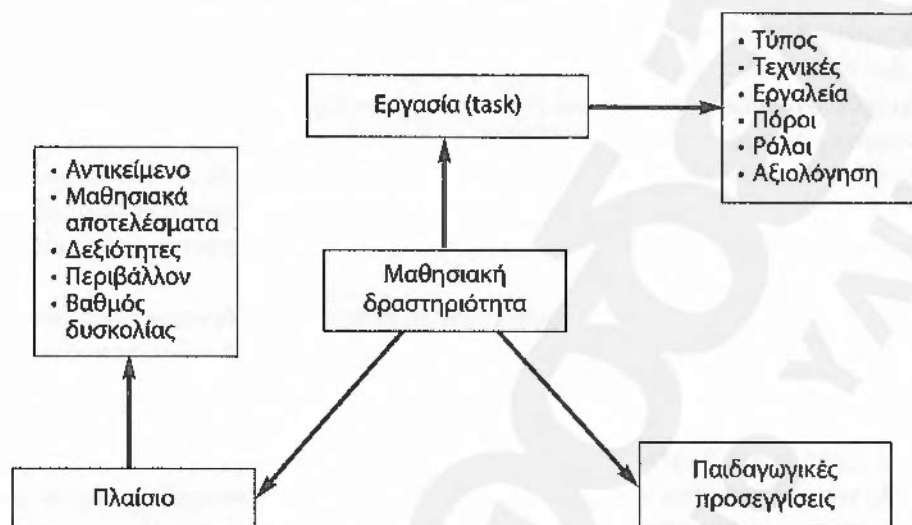 • Τύπος
• Τεχνικές
• Εργαλεία
• Πόροι
• Ρόλοι
• Αξιολόγηση
Εργασία (task)
• Αντικείμενο
• Μαθησιακά
αποτελέσματα
• Δεξιότητες
• Περιβάλλον
• Βαθμός
δυσκολίας
Μαθησιακή
δραστηριότητα
Πλαίσιο
Παιδαγωγικές
προσεγγίσεις